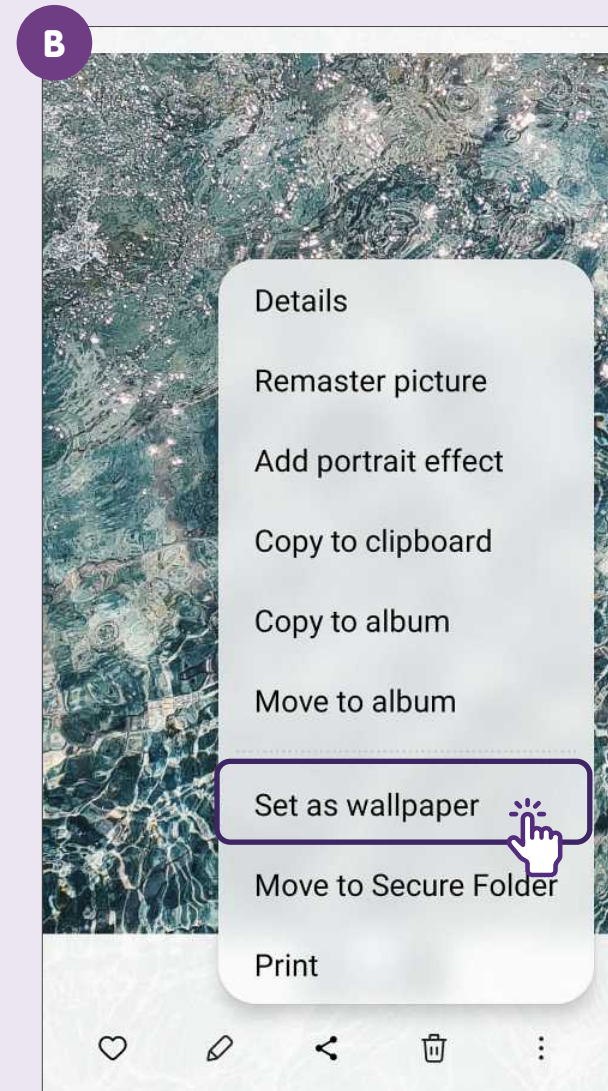 B
Details
Remaster picture
Add portrait effect
Copy to clipboard
Copy to album
Move to album
Set as wallpaper
Move to Secure Folder
Print